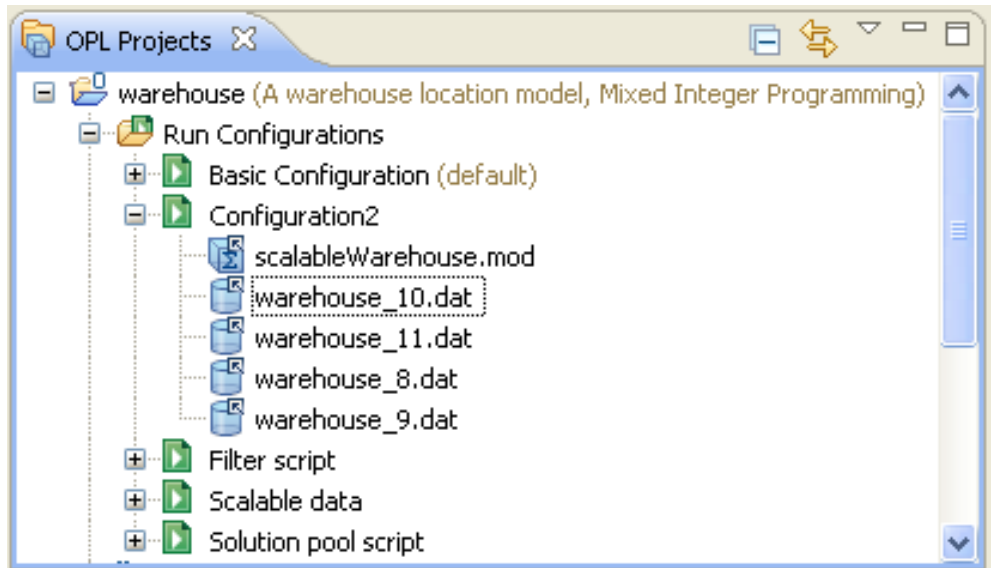 OPL Projects
warehouse (A warehouse location model, Mixed Integer Programming)
Run Configurations
Basic Configuration (default)
Configuration2
scalableWarehouse.mod
warehouse_10.dat
warehouse_11.dat
warehouse_8.dat
warehouse_9.dat
Filter script
Scalable data
Solution pool script